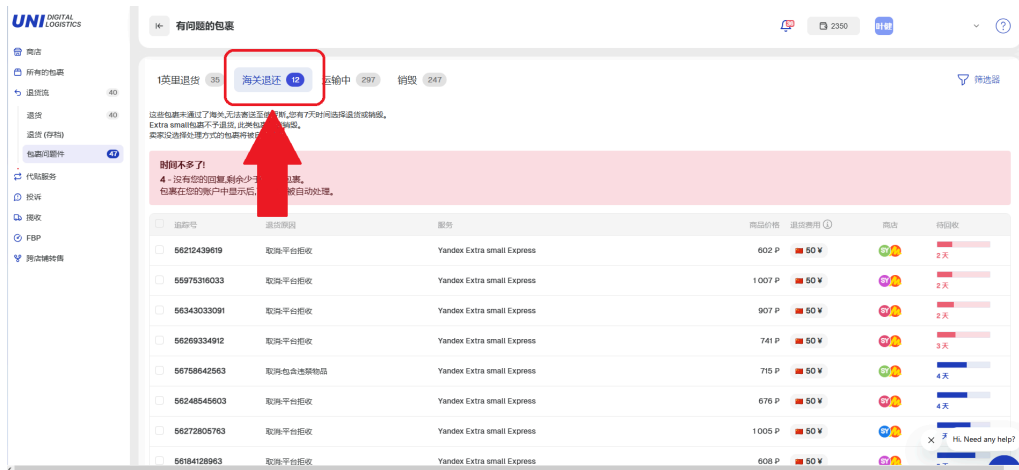 UNI DIGITAL LOGISTICS
有问题的包裹
2350
叶健
商店
所有的包裹
退货流 40
退货 40
退货 (存档)
包裹问题件 47
代贴服务
投诉
揽收
FBP
跨店铺转售
1英里退货 35 海关退还 12 运输中 297 销毁 247
筛选器
这些包裹未通过了海关,无法寄送至俄罗斯,您有7天时间选择退货或销毁。
Extra small包裹不予退货, 此类包 销毁。
卖家没选择处理方式的包裹将被
时间不多了!
4 - 没有您的回复,剩余少于 包裹。
包裹在您的账户中显示后, 被自动处理。
追踪号 退货原因 服务 商品价格 退货费用 商店 待回收
56212439619 取消:平台拒收 Yandex Extra small Express 602 ₽ 50 ¥ SY 2 天
55975316033 取消:平台拒收 Yandex Extra small Express 1 007 ₽ 50 ¥ SY 2 天
56343033091 取消:平台拒收 Yandex Extra small Express 907 ₽ 50 ¥ SY 2 天
56269334912 取消:平台拒收 Yandex Extra small Express 741 ₽ 50 ¥ SY 3 天
56758642563 取消:包含违禁物品 Yandex Extra small Express 715 ₽ 50 ¥ SY 4 天
56248545603 取消:平台拒收 Yandex Extra small Express 676 ₽ 50 ¥ SY 4 天
56272805763 取消:平台拒收 Yandex Extra small Express 1 005 ₽ 50 ¥ SY
Hi. Need any help?
56184128963 取消:平台拒收 Yandex Extra small Express 608 ₽ 50 ¥ SY